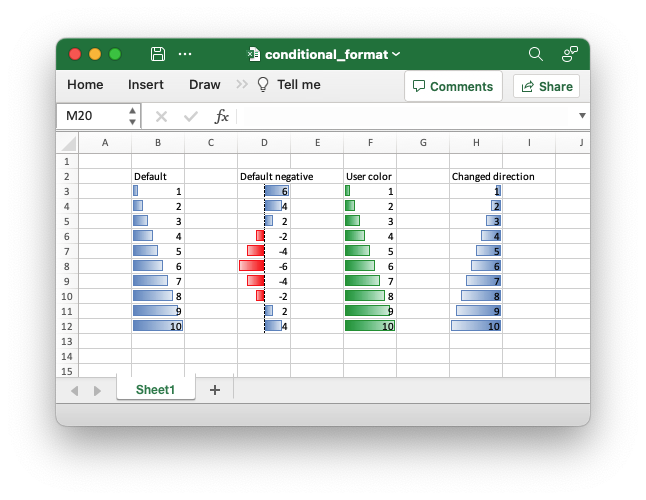 conditional_format
Home Insert Draw Tell me Comments Share
M20 fx
A B C D E F G H I J
1
2 Default Default negative User color Changed direction
3 1 6 1 1
4 2 4 2 2
5 3 2 3 3
6 4 -2 4 4
7 5 -4 5 5
8 6 -6 6 6
9 7 -4 7 7
10 8 -2 8 8
11 9 2 9 9
12 10 4 10 10
13
14
15
Sheet1 +